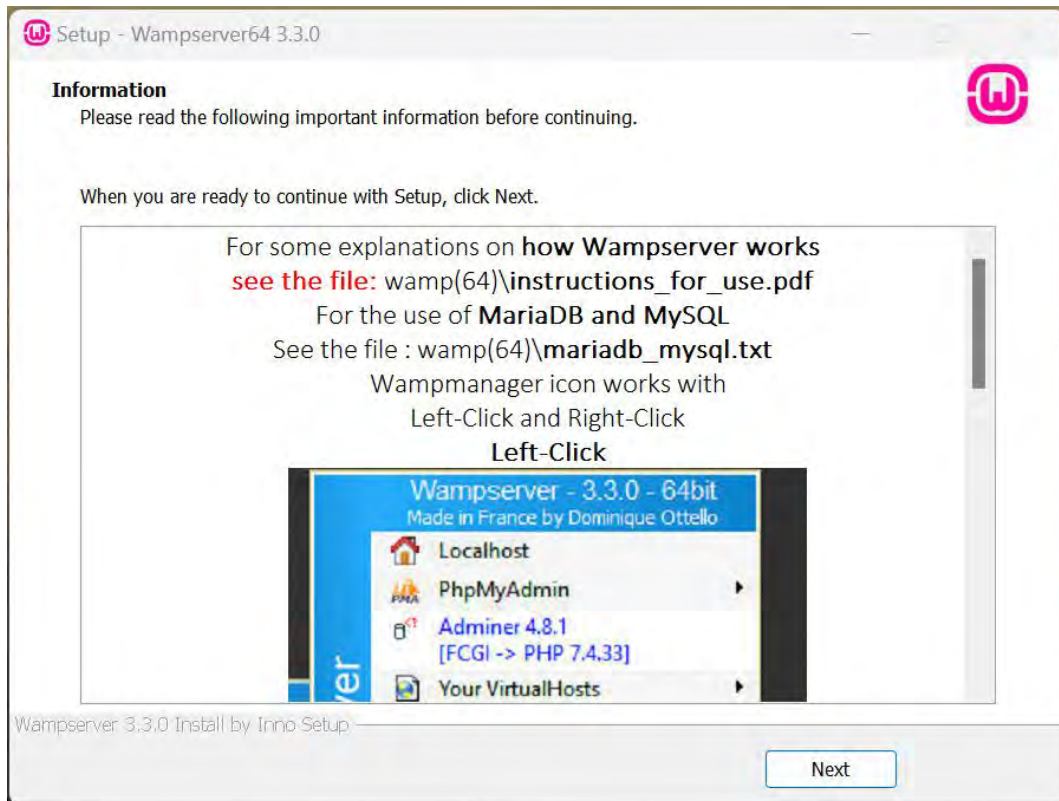 Setup - Wampserver64 3.3.0
Information
Please read the following important information before continuing.
When you are ready to continue with Setup, click Next.
For some explanations on how Wampserver works
see the file: wamp(64)\instructions_for_use.pdf
For the use of MariaDB and MySQL
See the file : wamp(64)\mariadb_mysql.txt
Wampmanager icon works with
Left-Click and Right-Click
Left-Click
Wampserver - 3.3.0 - 64bit
Made in France by Dominique Ottello
Localhost
PMA
PhpMyAdmin
Adminer 4.8.1
[FCGI -> PHP 7.4.33]
Your VirtualHosts
Wampserver 3.3.0 Install by Inno Setup
Next